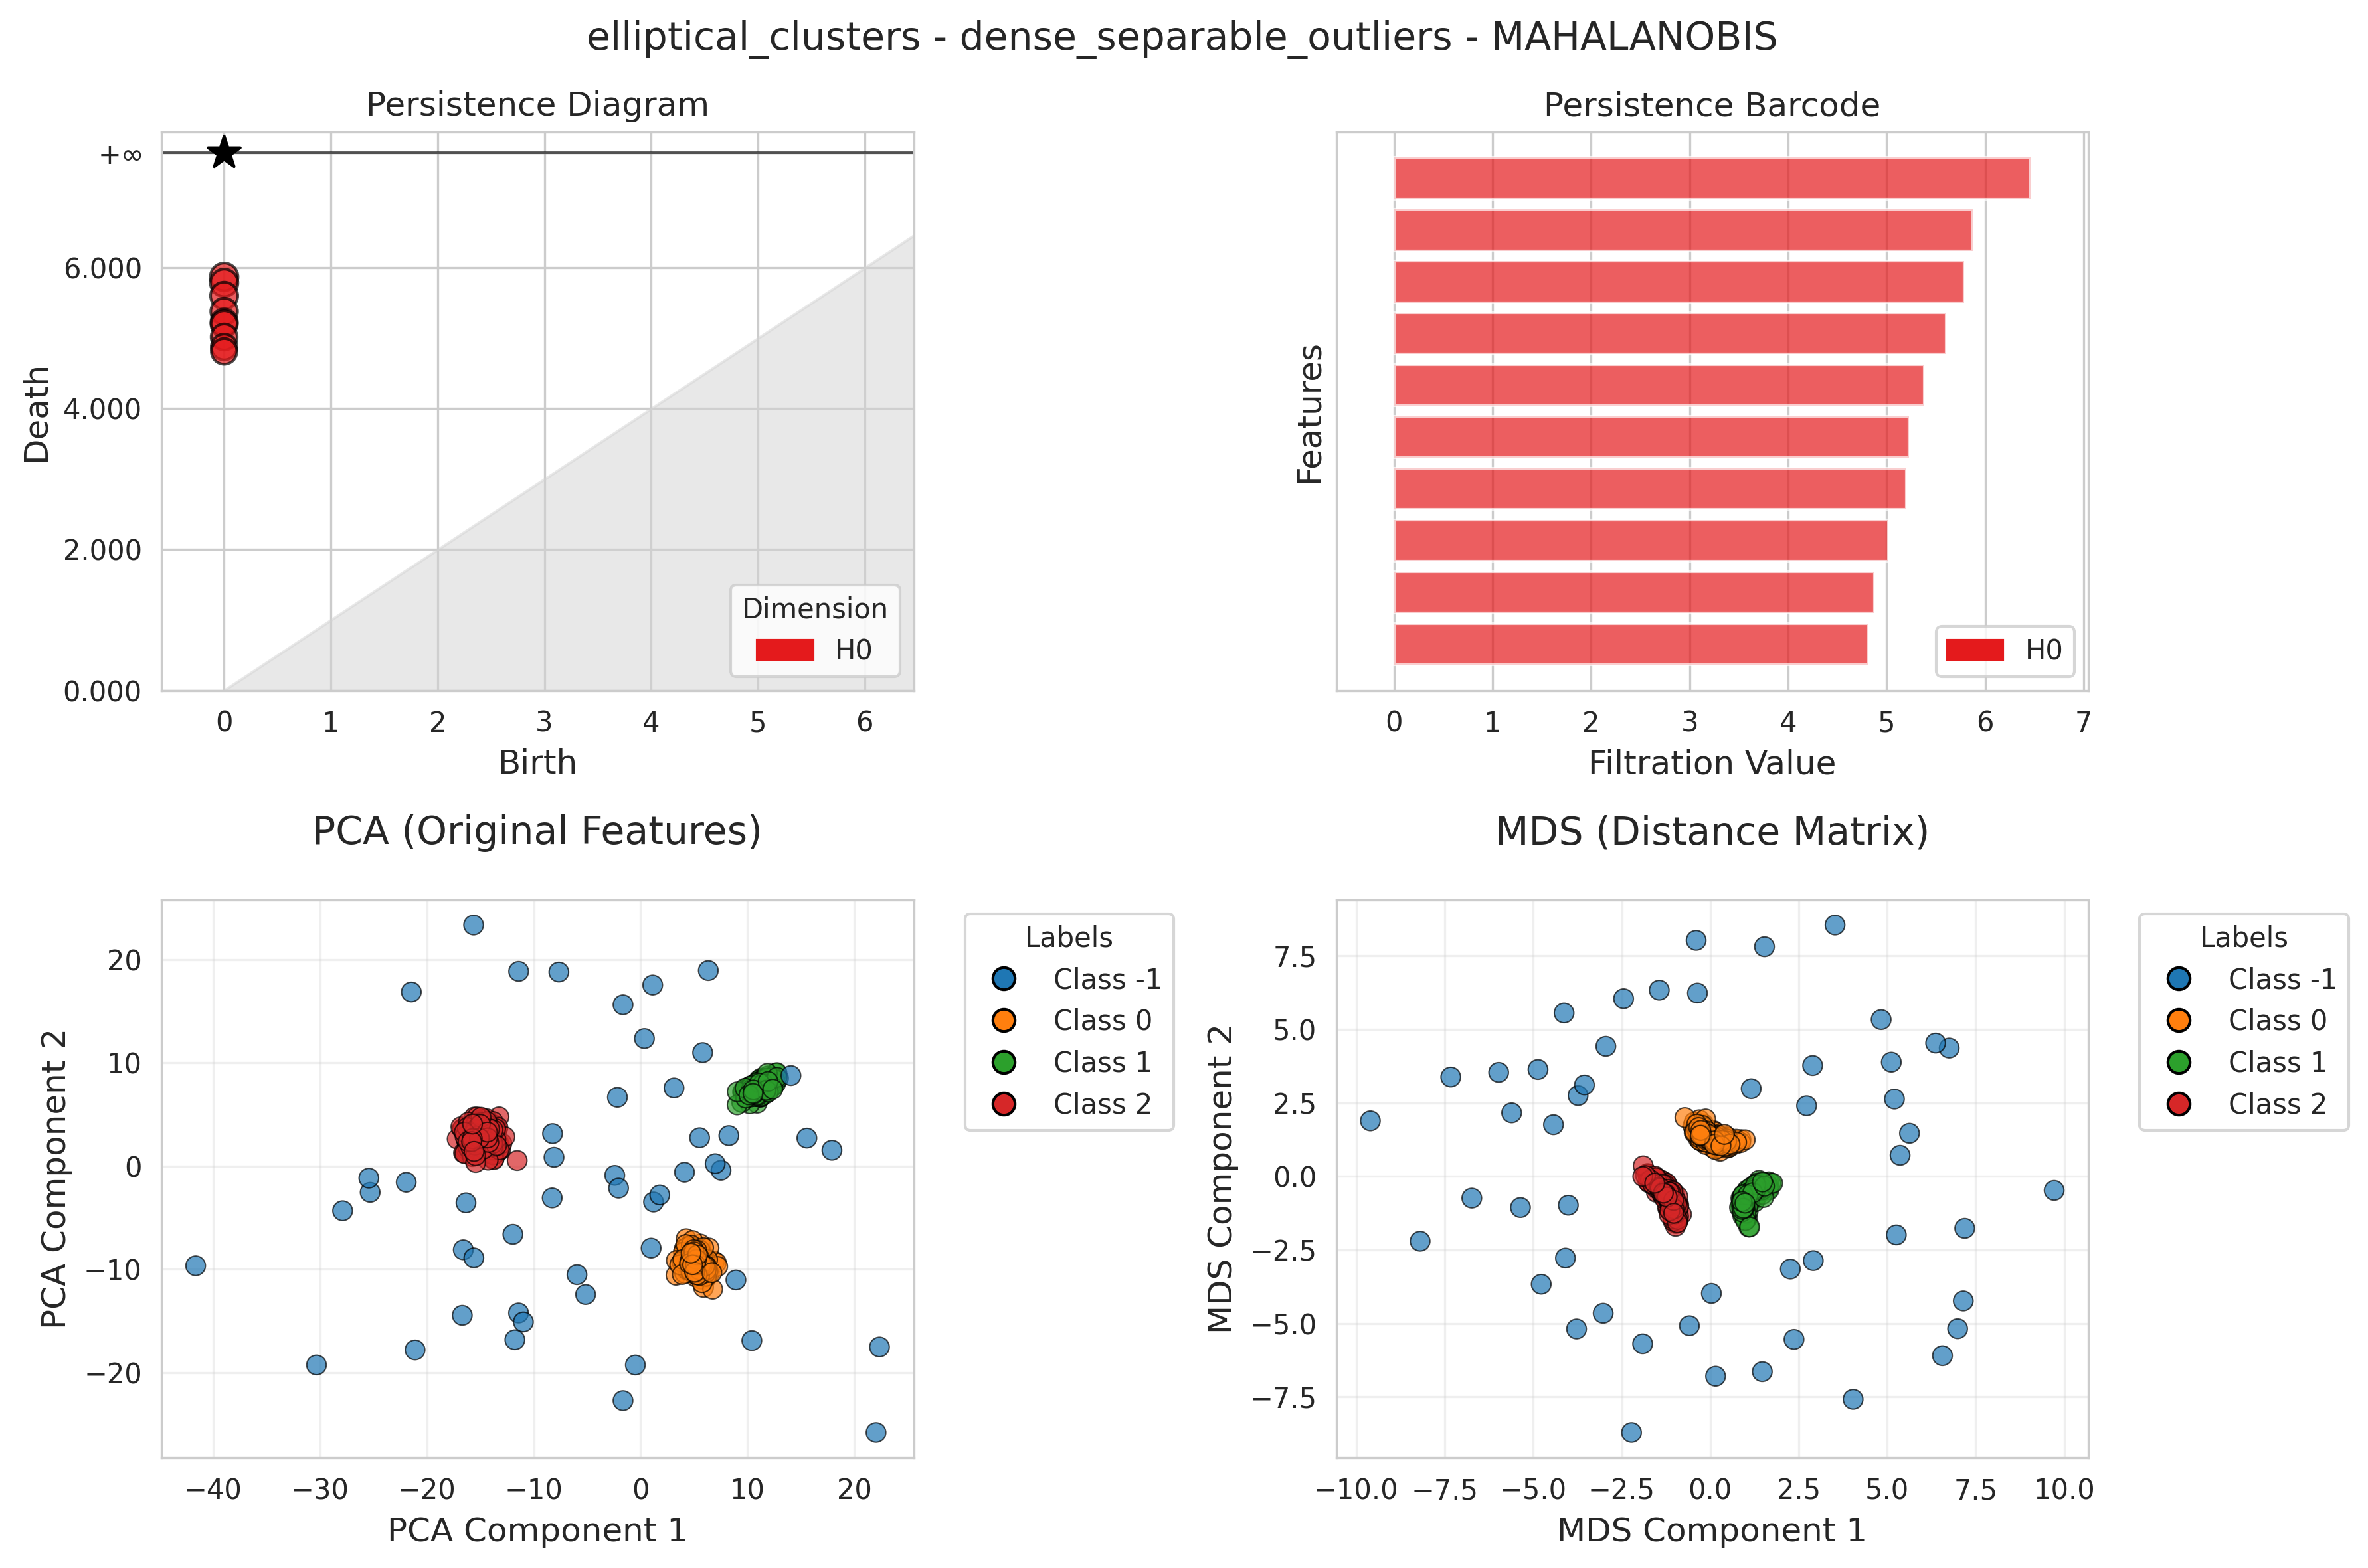 elliptical_clusters - dense_separable_outliers - MAHALANOBIS
Persistence Diagram
+∞
6.000
4.000
2.000
0.000
Death
0 1 2 3 4 5 6
Birth
Dimension
H0
Persistence Barcode
Features
0 1 2 3 4 5 6 7
Filtration Value
H0
PCA (Original Features)
20
10
0
−10
−20
PCA Component 2
−40 −30 −20 −10 0 10 20
PCA Component 1
Labels
Class -1
Class 0
Class 1
Class 2
MDS (Distance Matrix)
7.5
5.0
2.5
0.0
−2.5
−5.0
−7.5
MDS Component 2
−10.0 −7.5 −5.0 −2.5 0.0 2.5 5.0 7.5 10.0
MDS Component 1
Labels
Class -1
Class 0
Class 1
Class 2